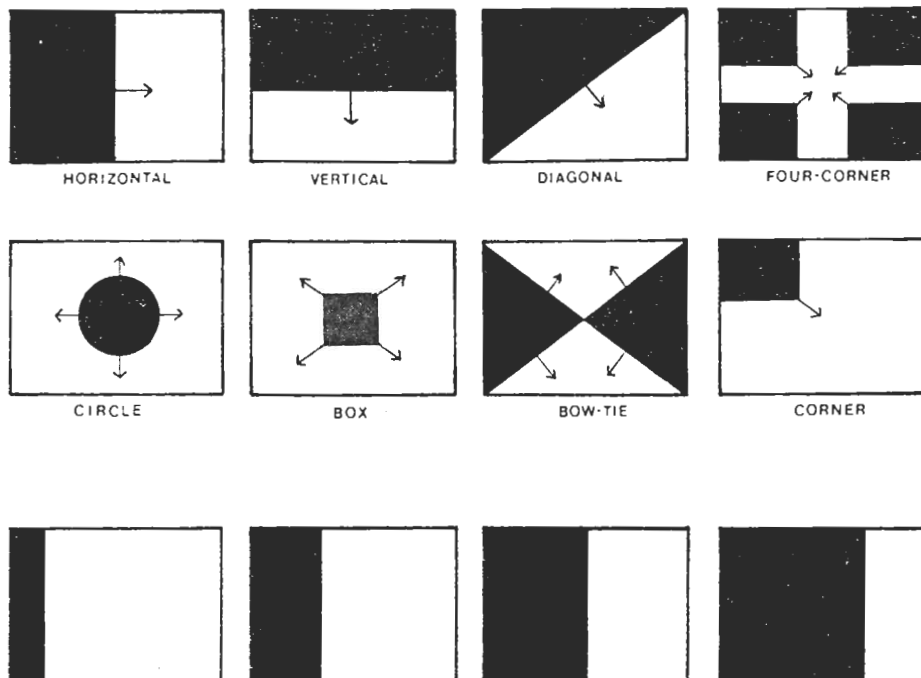 HORIZONTAL VERTICAL DIAGONAL FOUR-CORNER
CIRCLE BOX BOW-TIE CORNER